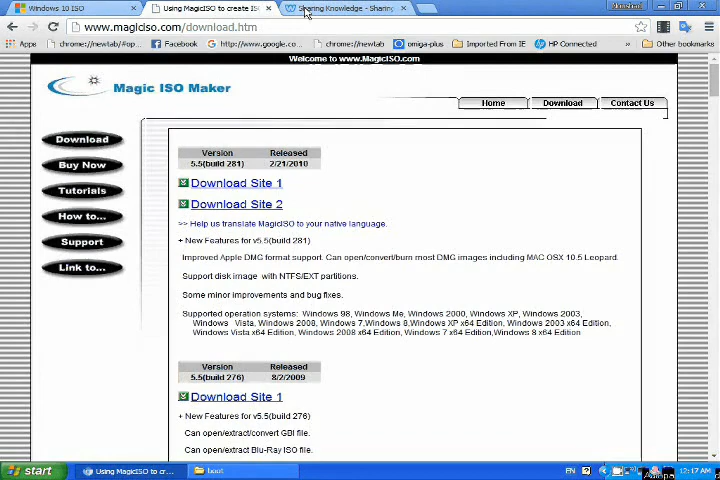 Windows 10 ISO
Using MagicISO to create IS
Sharing Knowledge - Sharing
www.magiciso.com/download.htm
Apps
chrome://newtab/#op
Facebook
http://www.google.cc
chrome://newtab
omiga-plus
Imported From IE
HP Connected
»
Other bookmarks
Welcome to www.MagicISO.com
Magic ISO Maker
Home
Download
Contact Us
Download
Buy Now
Tutorials
How to...
Support
Link to...
Version Released
5.5(build 281) 2/21/2010
Download Site 1
Download Site 2
>> Help us translate MagicISO to your native language.
+ New Features for v5.5(build 281)
Improved Apple DMG format support. Can open/convert/burn most DMG images including MAC OSX 10.5 Leopard.
Support disk image with NTFS/EXT partitions.
Some minor improvements and bug fixes.
Supported operation systems: Windows 98, Windows Me, Windows 2000, Windows XP, Windows 2003,
Windows Vista, Windows 2008, Windows 7,Windows 8,Windows XP x64 Edition, Windows 2003 x64 Edition,
Windows Vista x64 Edition, Windows 2008 x64 Edition, Windows 7 x64 Edition,Windows 8 x64 Edition
Version Released
5.5(build 276) 8/2/2009
Download Site 1
+ New Features for v5.5(build 276)
Can open/extract/convert GBI file.
Can open/extract Blu-Ray ISO file.
start
Using MagicISO to cr...
boot
EN
12:17 AM